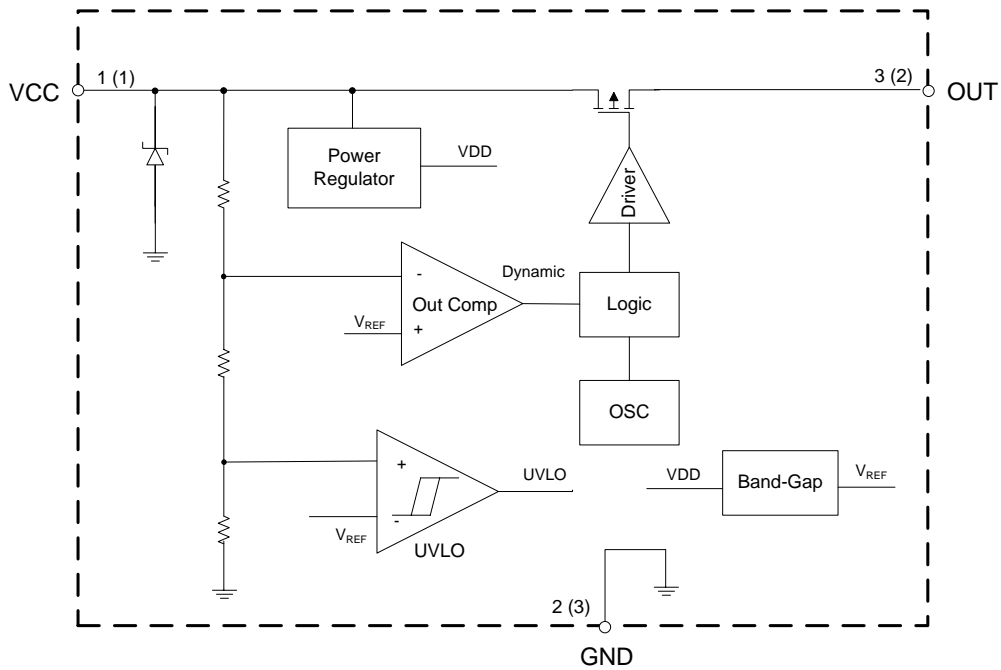 1 (1)
3 (2)
VCC
OUT
Power
Regulator
VDD
Driver
-
Out Comp
+
Dynamic
VREF
Logic
OSC
+
-
UVLO
VREF
UVLO
VDD
Band-Gap
VREF
2 (3)
GND